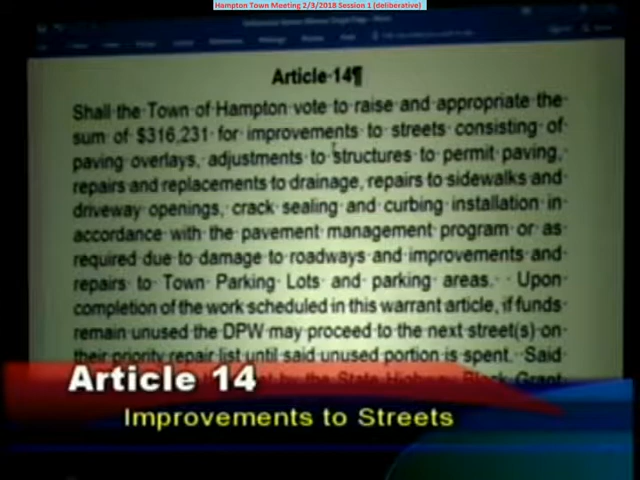 Hampton Town Meeting 2/3/2018 Session 1 (deliberative)
Article·14¶
Shall the Town of Hampton vote to raise and appropriate the
sum of $316,231 for improvements to streets consisting of
paving overlays, adjustments to structures to permit paving,
repairs and replacements to drainage, repairs to sidewalks and
driveway openings, crack sealing and curbing installation in
accordance with the pavement management program or as
required due to damage to roadways and improvements and
repairs to Town Parking Lots and parking areas. Upon
completion of the work scheduled in this warrant article, if funds
remain unused the DPW may proceed to the next street(s) on
their priority repair list until said unused portion is spent. Said
by the State Highway Block Grant
Article 14
Improvements to Streets